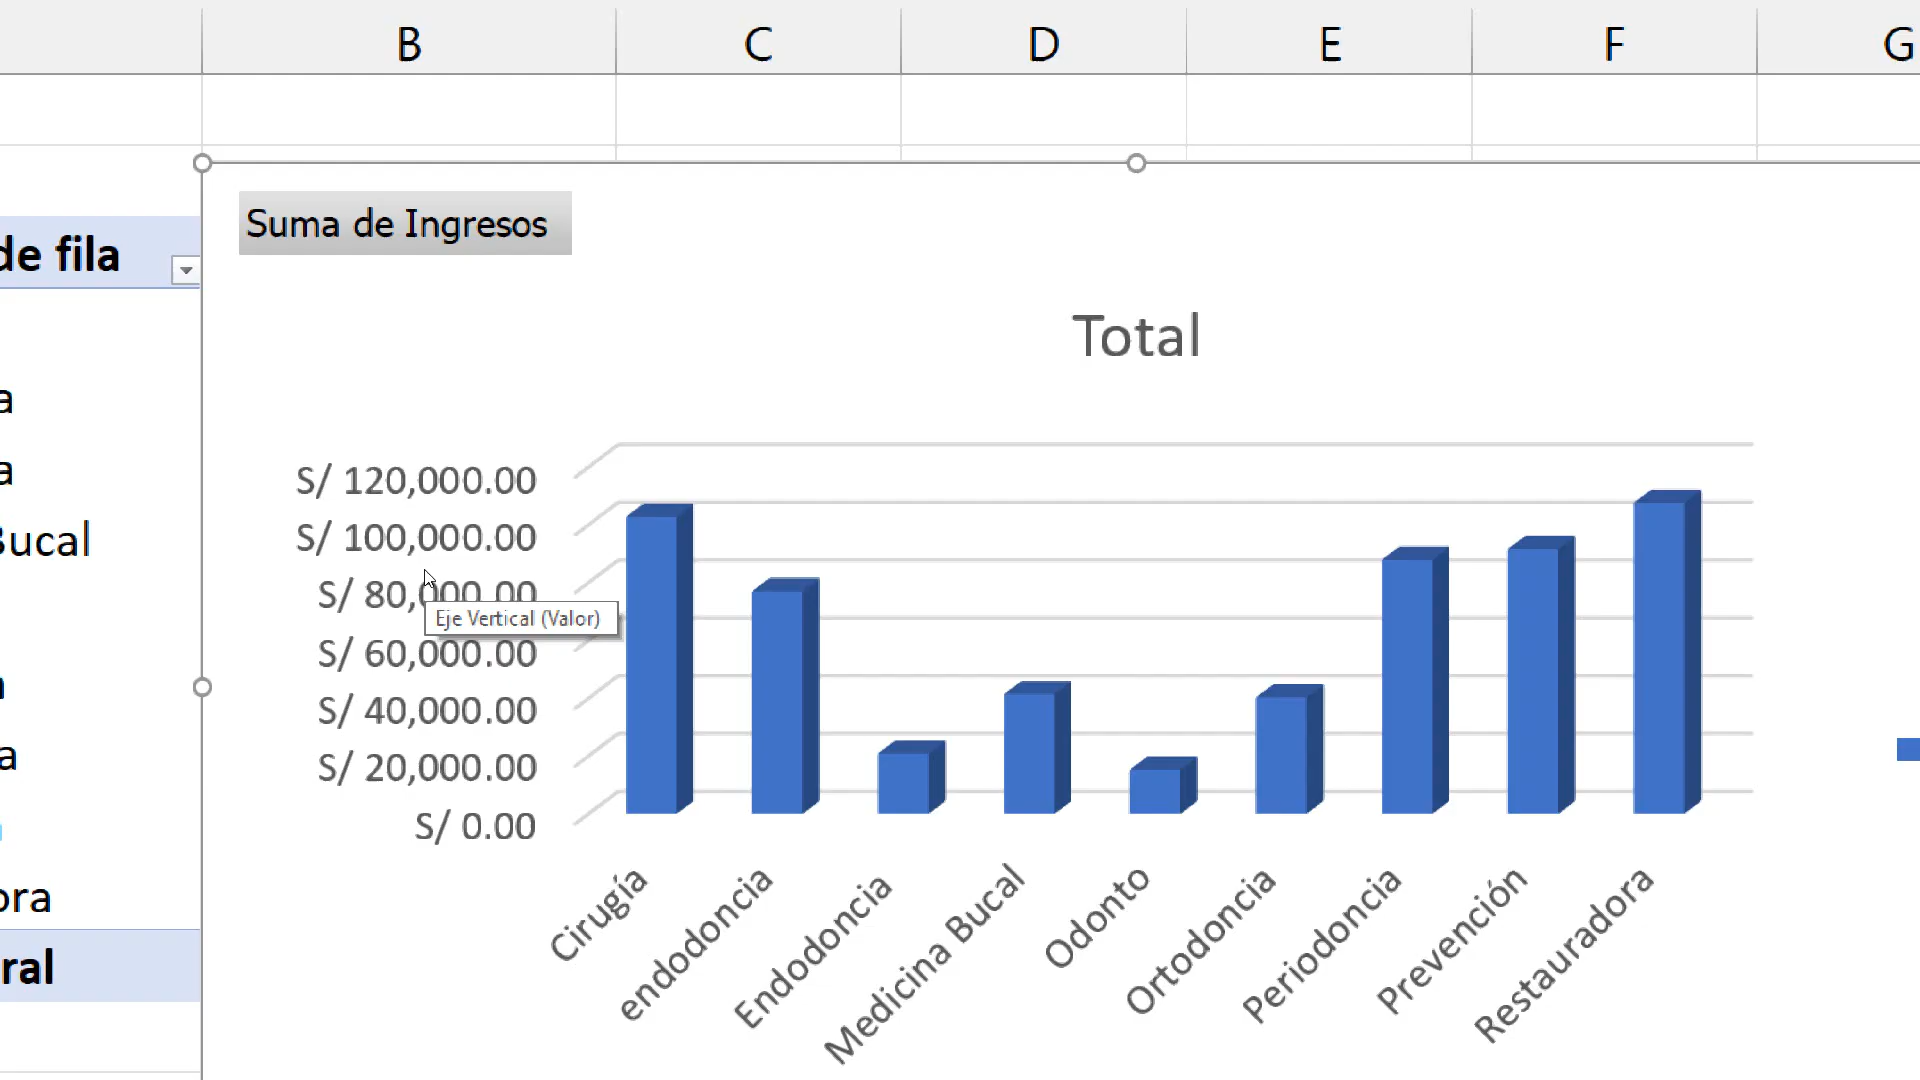 B C D E F G
Suma de Ingresos
de fila
a
a
Bucal
a
ora
ral
Total
S/ 120,000.00
S/ 100,000.00
S/ 80,000.00
Eje Vertical (Valor)
S/ 60,000.00
S/ 40,000.00
S/ 20,000.00
S/ 0.00
Cirugía
endodoncia
Endodoncia
Medicina Bucal
Odonto
Ortodoncia
Periodoncia
Prevención
Restauradora